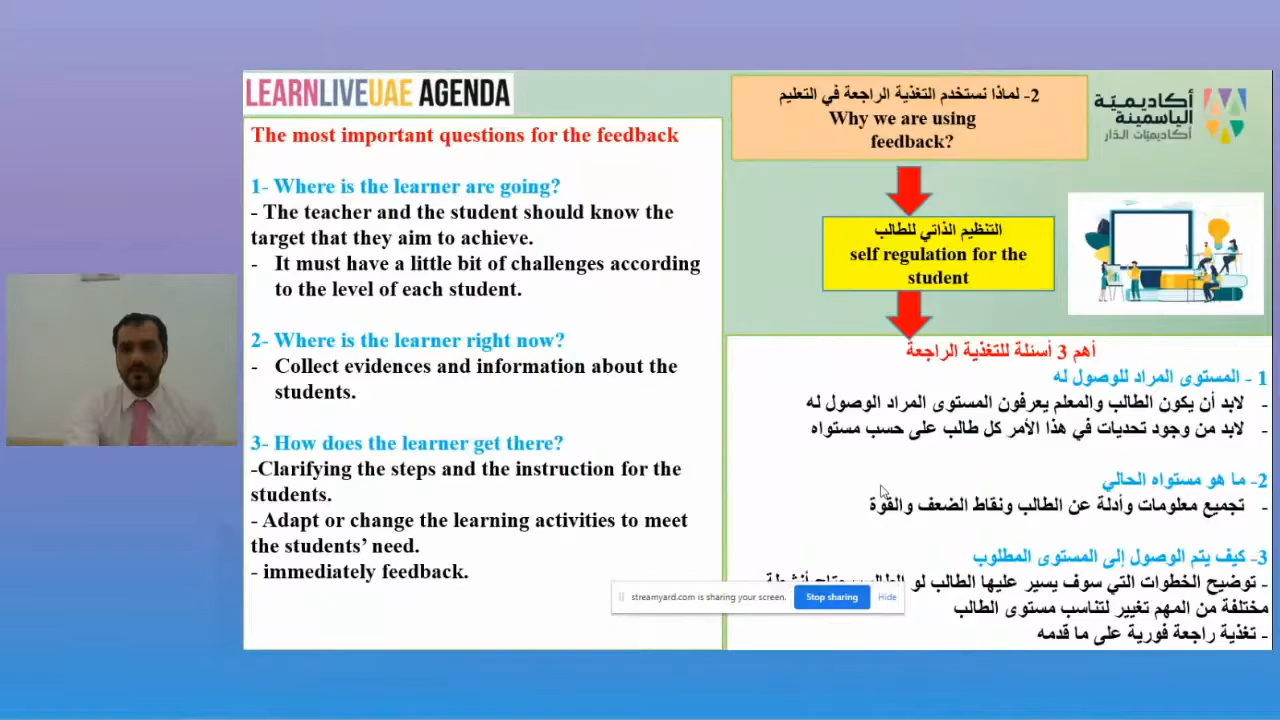 LEARNLIVEUAE AGENDA
The most important questions for the feedback
1- Where is the learner are going?
- The teacher and the student should know the
target that they aim to achieve.
- It must have a little bit of challenges according
to the level of each student.
2- Where is the learner right now?
- Collect evidences and information about the
students.
3- How does the learner get there?
-Clarifying the steps and the instruction for the
students.
- Adapt or change the learning activities to meet
the students’ need.
- immediately feedback.
2- لماذا نستخدم التغذية الراجعة في التعليم
Why we are using
feedback?
أكاديميّة
الياسمينة
أكاديميّات الدّار
التنظيم الذاتي للطالب
self regulation for the
student
أهم 3 أسئلة للتغذية الراجعة
1 - المستوى المراد للوصول له
- لابد أن يكون الطالب والمعلم يعرفون المستوى المراد الوصول له
- لابد من وجود تحديات في هذا الأمر كل طالب على حسب مستواه
2- ما هو مستواه الحالي
- تجميع معلومات وأدلة عن الطالب ونقاط الضعف والقوة
3- كيف يتم الوصول إلى المستوى المطلوب
- توضيح الخطوات التي سوف يسير عليها الطالب لو
مختلفة من المهم تغيير لتناسب مستوى الطالب
- تغذية راجعة فورية على ما قدمه
streamyard.com is sharing your screen. Stop sharing Hide